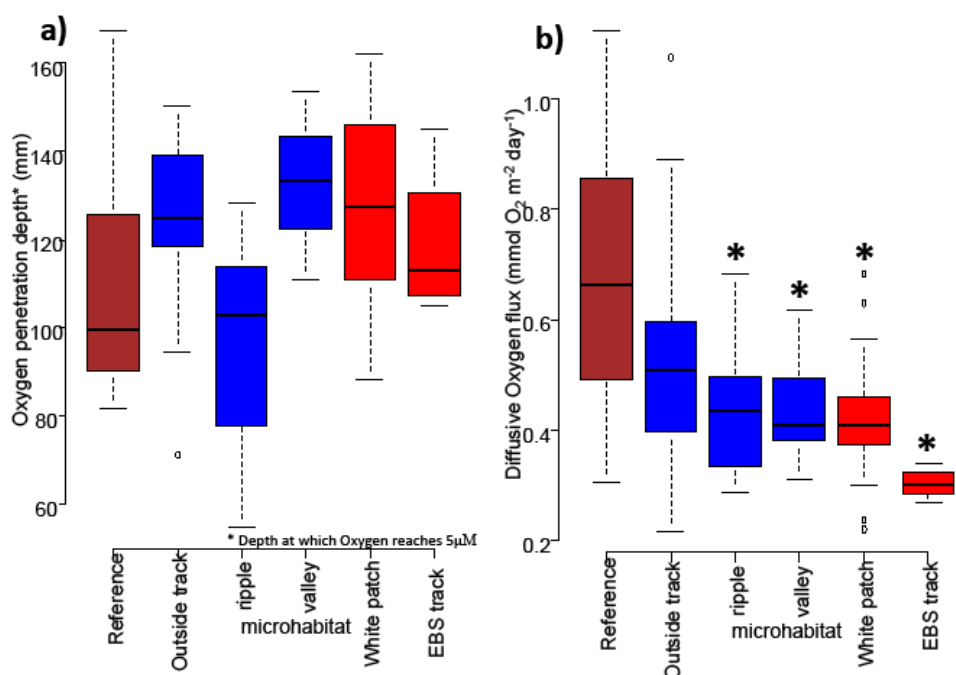 a)
Oxygen penetration depth* (mm)
160
140
120
100
80
60
* Depth at which Oxygen reaches 5µM
Reference
Outside track
ripple
valley
White patch
EBS track
microhabitat
b)
Diffusive Oxygen flux (mmol O₂ m⁻² day⁻¹)
1.0
0.8
0.6
0.4
0.2
*
*
*
*
Reference
Outside track
ripple
valley
White patch
EBS track
microhabitat